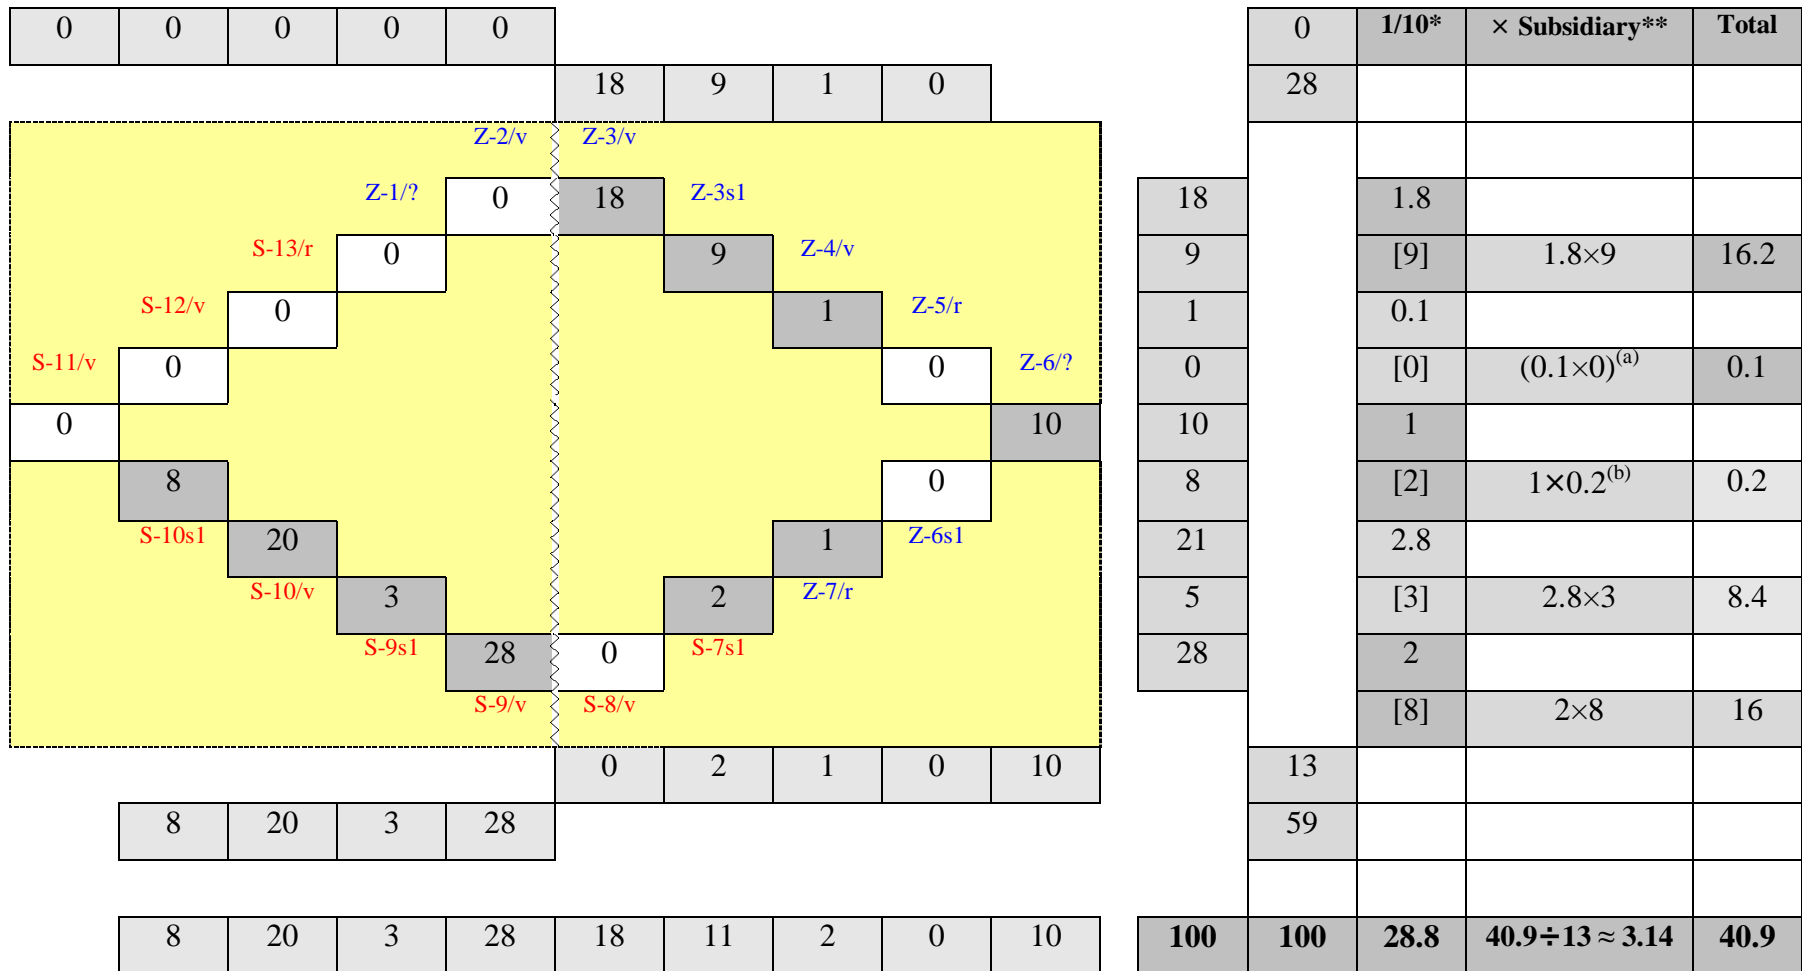 0 0 0 0 0 0 1/10* × Subsidiary** Total
18 9 1 0 28
Z-2/v Z-3/v
Z-1/? 0 18 Z-3s1 18 1.8
S-13/r 0 9 Z-4/v 9 [9] 1.8×9 16.2
S-12/v 0 1 Z-5/r 1 0.1
S-11/v 0 0 Z-6/? 0 [0] (0.1×0)(a) 0.1
0 10 10 1
8 0 8 [2] 1×0.2(b) 0.2
S-10s1 20 1 Z-6s1 21 2.8
S-10/v 3 2 Z-7/r 5 [3] 2.8×3 8.4
S-9s1 28 0 S-7s1 28 2
S-9/v S-8/v [8] 2×8 16
0 2 1 0 10 13
8 20 3 28 59
8 20 3 28 18 11 2 0 10 100 100 28.8 40.9÷13 ≈ 3.14 40.9